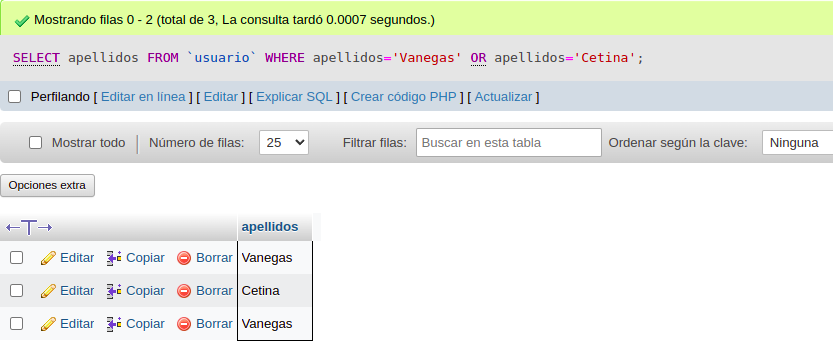 Mostrando filas 0 - 2 (total de 3, La consulta tardó 0.0007 segundos.)
SELECT apellidos FROM `usuario` WHERE apellidos='Vanegas' OR apellidos='Cetina';
Perfilando [ Editar en línea ] [ Editar ] [ Explicar SQL ] [ Crear código PHP ] [ Actualizar ]
Mostrar todo Número de filas: 25 Filtrar filas: Buscar en esta tabla Ordenar según la clave: Ninguna
Opciones extra
←T→ apellidos
Editar Copiar Borrar Vanegas
Editar Copiar Borrar Cetina
Editar Copiar Borrar Vanegas